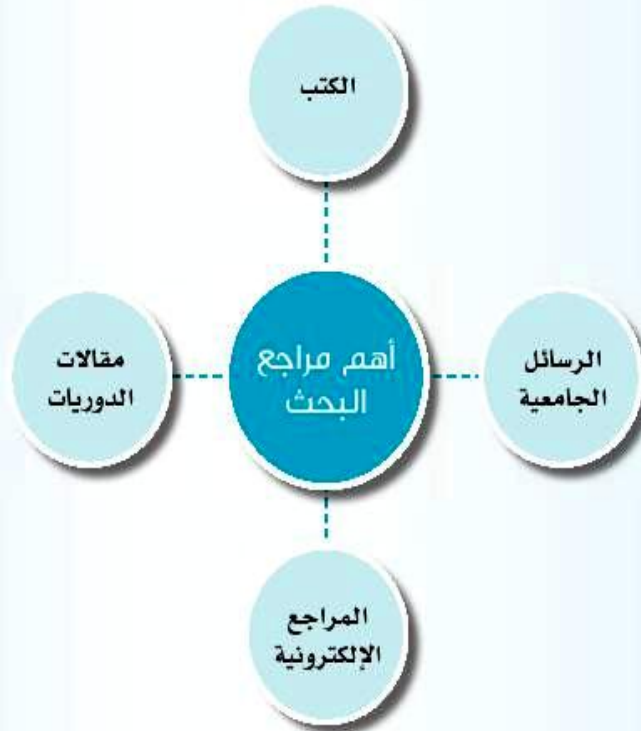 الكتب
أهم مراجع
البحث
الرسائل
الجامعية
مقالات
الدوريات
المراجع
الإلكترونية